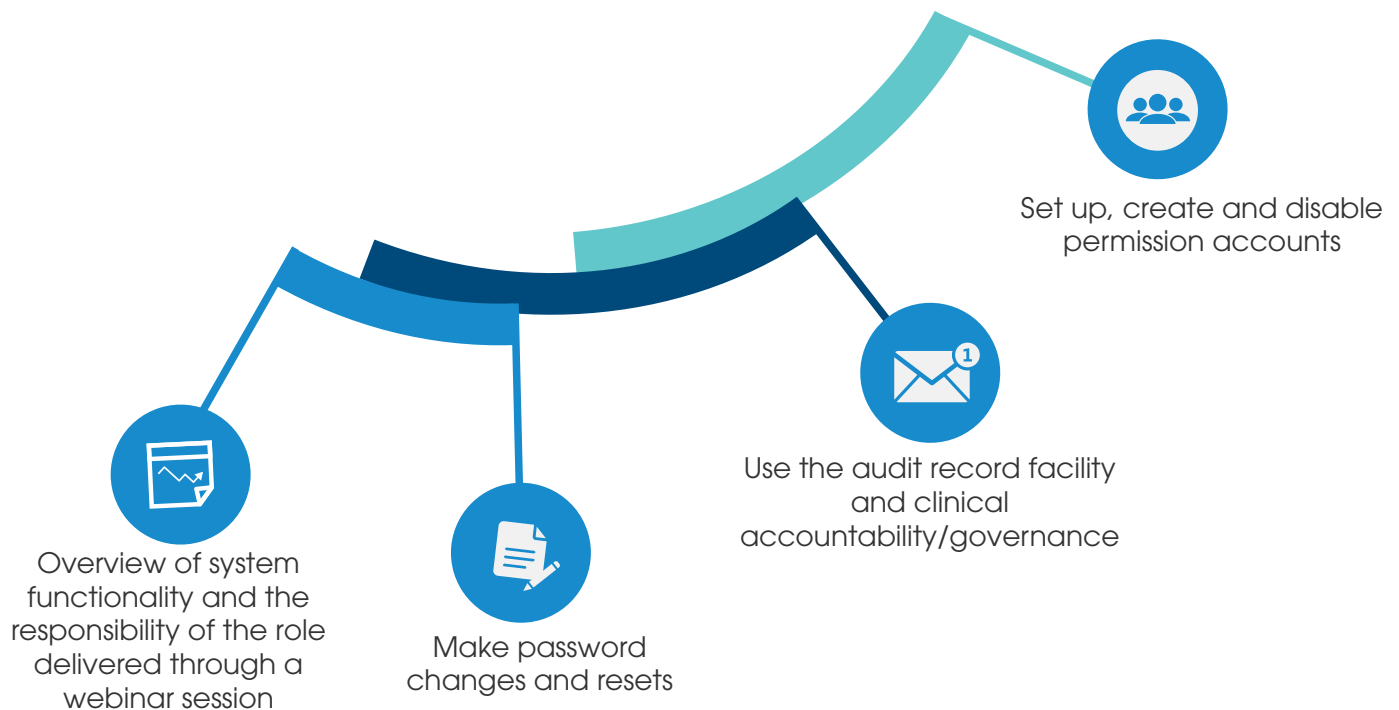 Set up, create and disable
permission accounts
1
Use the audit record facility
and clinical
accountability/governance
Overview of system
functionality and the
responsibility of the role
delivered through a
webinar session
Make password
changes and resets